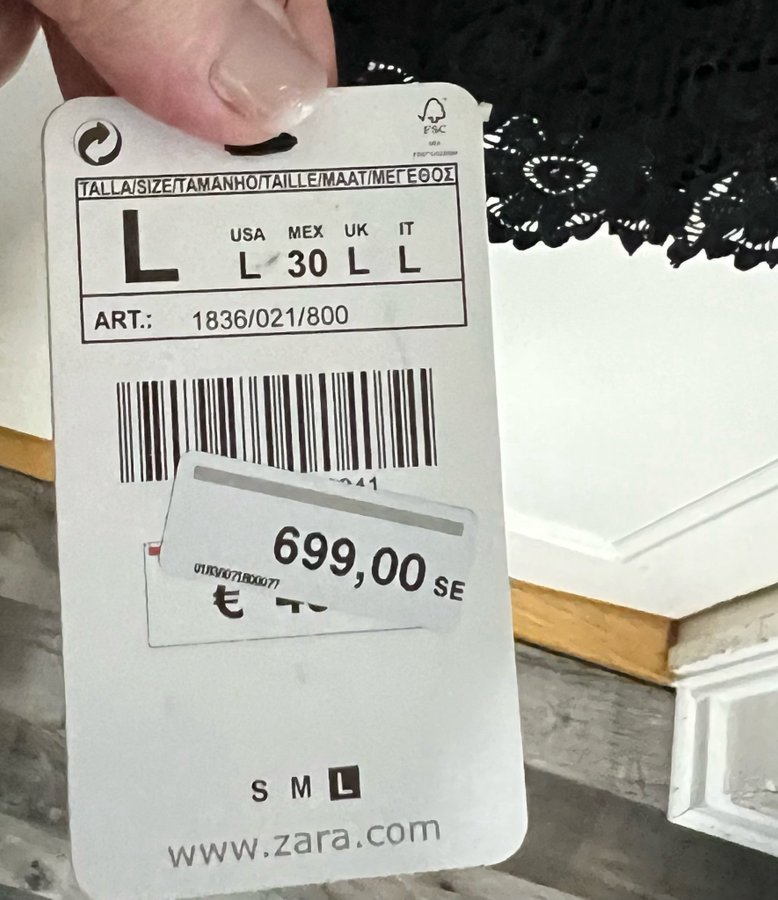 FSC
TALLA/SIZE/TAMANHO/TAILLE/MAAT/ΜΕΓΕΘΟΣ
L
USA MEX UK IT
L 30 L L
ART.: 1836/021/800
41
699,00 SE
€
S M L
www.zara.com